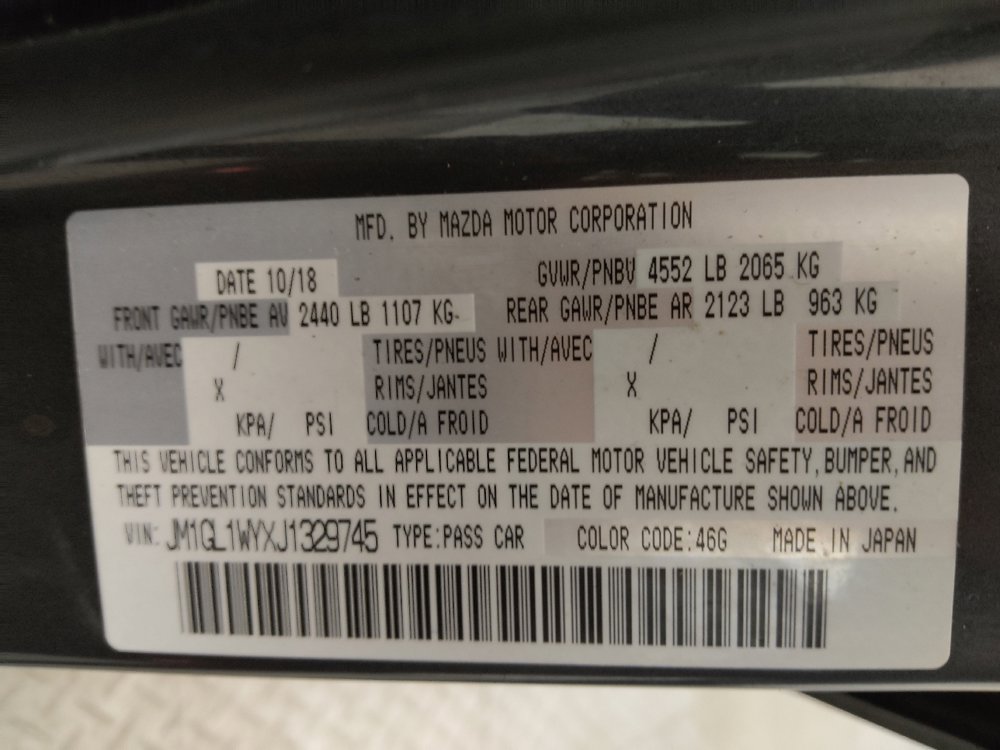 MFD. BY MAZDA MOTOR CORPORATION
DATE 10/18 GVWR/PNBV 4552 LB 2065 KG
FRONT GAWR/PNBE AV 2440 LB 1107 KG REAR GAWR/PNBE AR 2123 LB 963 KG
WITH/AVEC / TIRES/PNEUS WITH/AVEC / TIRES/PNEUS
X RIMS/JANTES X RIMS/JANTES
KPA/ PSI COLD/A FROID KPA/ PSI COLD/A FROID
THIS VEHICLE CONFORMS TO ALL APPLICABLE FEDERAL MOTOR VEHICLE SAFETY, BUMPER, AND
THEFT PREVENTION STANDARDS IN EFFECT ON THE DATE OF MANUFACTURE SHOWN ABOVE.
VIN: JM1GL1WYXJ1329745 TYPE:PASS CAR COLOR CODE:46G MADE IN JAPAN